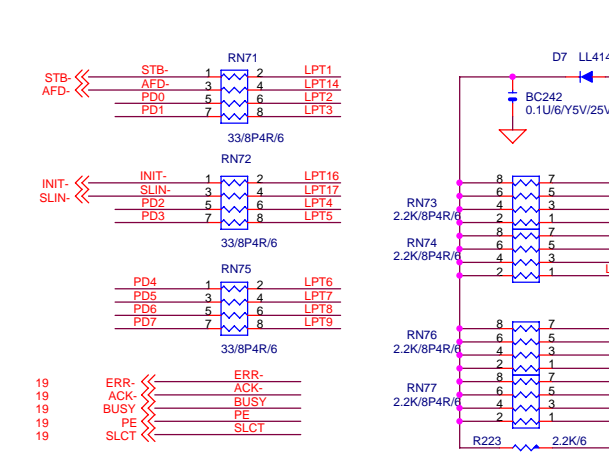 RN71
STB- STB- 1 2 LPT1
AFD- AFD- 3 4 LPT14
PD0 5 6 LPT2
PD1 7 8 LPT3
33/8P4R/6
RN72
INIT- INIT- 1 2 LPT16
SLIN- SLIN- 3 4 LPT17
PD2 5 6 LPT4
PD3 7 8 LPT5
33/8P4R/6
RN75
PD4 1 2 LPT6
PD5 3 4 LPT7
PD6 5 6 LPT8
PD7 7 8 LPT9
33/8P4R/6
19 ERR- ERR-
19 ACK- ACK-
19 BUSY BUSY
19 PE PE
19 SLCT SLCT
D7 LL414
BC242
0.1U/6/Y5V/25V
RN73
2.2K/8P4R/6
8 7
6 5
4 3
2 1
RN74
2.2K/8P4R/6
8 7
6 5
4 3
2 1
L
RN76
2.2K/8P4R/6
8 7
6 5
4 3
2 1
RN77
2.2K/8P4R/6
8 7
6 5
4 3
2 1
R223 2.2K/6